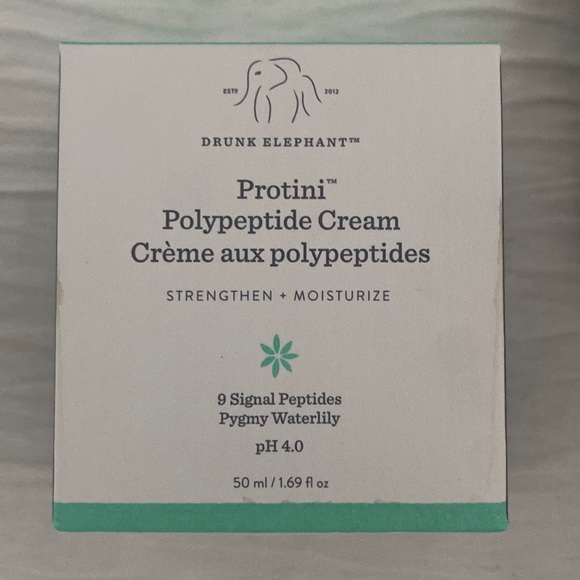 ESTD 2012
DRUNK ELEPHANT™
Protini™
Polypeptide Cream
Crème aux polypeptides
STRENGTHEN + MOISTURIZE
9 Signal Peptides
Pygmy Waterlily
pH 4.0
50 ml / 1.69 fl oz